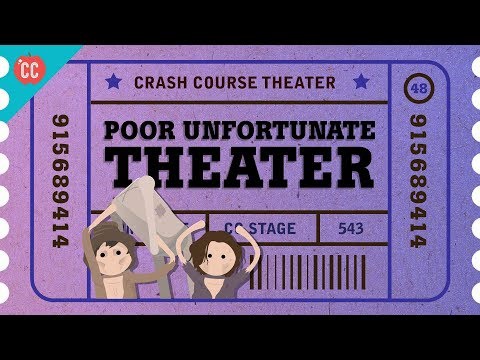 CC
CRASH COURSE THEATER
48
POOR UNFORTUNATE
THEATER
915689414
915689414
CC STAGE
543